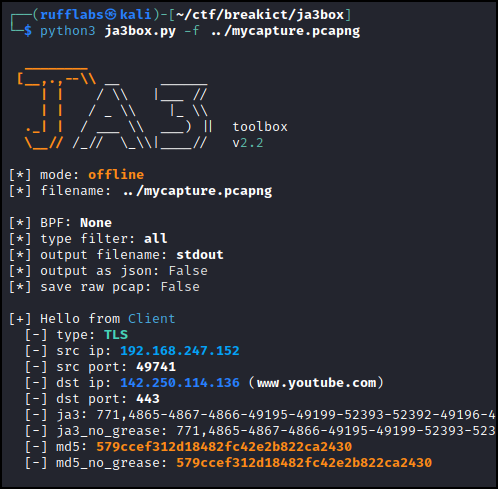 ┌──(ruffllabs㉿kali)-[~/ctf/breakict/ja3box]
└─$ python3 ja3box.py -f ../mycapture.pcapng
JA3
toolbox
v2.2
[*] mode: offline
[*] filename: ../mycapture.pcapng
[*] BPF: None
[*] type filter: all
[*] output filename: stdout
[*] output as json: False
[*] save raw pcap: False
[+] Hello from Client
[-] type: TLS
[-] src ip: 192.168.247.152
[-] src port: 49741
[-] dst ip: 142.250.114.136 (www.youtube.com)
[-] dst port: 443
[-] ja3: 771,4865-4867-4866-49195-49199-52393-52392-49196-4
[-] ja3_no_grease: 771,4865-4867-4866-49195-49199-52393-523
[-] md5: 579ccef312d18482fc42e2b822ca2430
[-] md5_no_grease: 579ccef312d18482fc42e2b822ca2430